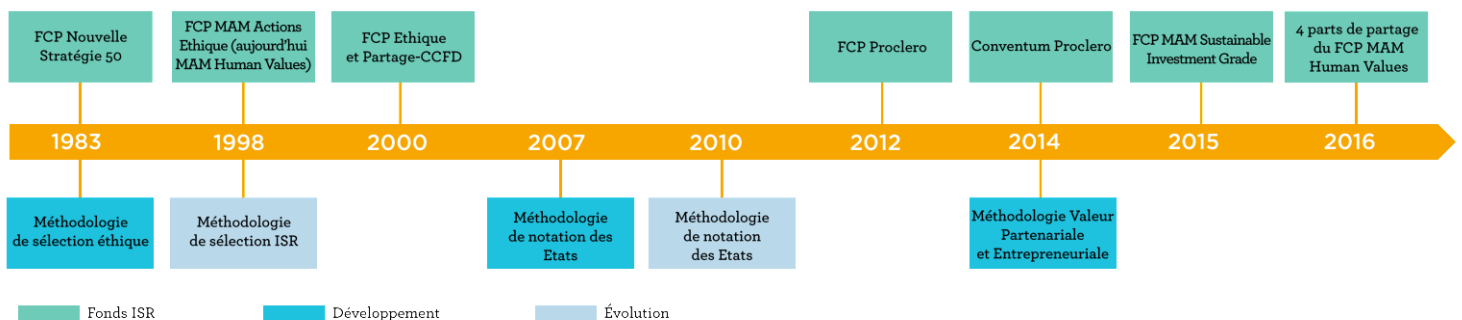 FCP Nouvelle
Stratégie 50
FCP MAM Actions
Ethique (aujourd'hui
MAM Human Values)
FCP Ethique
et Partage-CCFD
FCP Proclero
Conventum Proclero
FCP MAM Sustainable
Investment Grade
4 parts de partage
du FCP MAM
Human Values
1983
1998
2000
2007
2010
2012
2014
2015
2016
Méthodologie
de sélection éthique
Méthodologie
de sélection ISR
Méthodologie
de notation des
Etats
Méthodologie
de notation
des Etats
Méthodologie Valeur
Partenariale
et Entrepreneuriale
Fonds ISR
Développement
Évolution